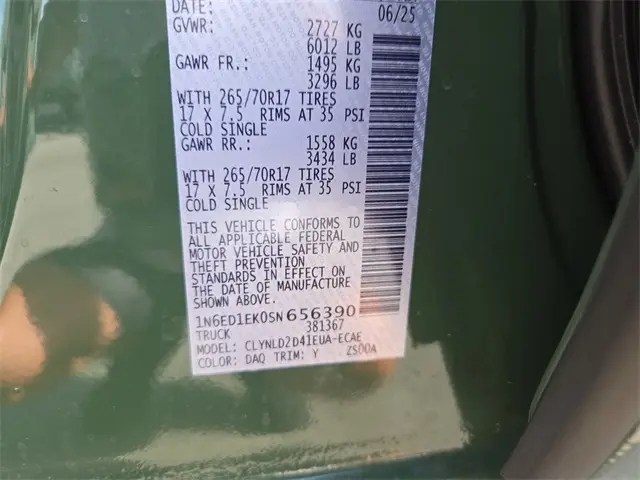 DATE: 06/25
GVWR: 2727 KG
6012 LB
GAWR FR.: 1495 KG
3296 LB
WITH 265/70R17 TIRES
17 X 7.5 RIMS AT 35 PSI
COLD SINGLE
GAWR RR.: 1558 KG
3434 LB
WITH 265/70R17 TIRES
17 X 7.5 RIMS AT 35 PSI
COLD SINGLE
THIS VEHICLE CONFORMS TO
ALL APPLICABLE FEDERAL
MOTOR VEHICLE SAFETY AND
THEFT PREVENTION
STANDARDS IN EFFECT ON
THE DATE OF MANUFACTURE
SHOWN ABOVE.
1N6ED1EK0SN656390
TRUCK 381367
MODEL: CLYNLD2D41EUA-ECAE
COLOR: DAQ TRIM: Y ZS00A